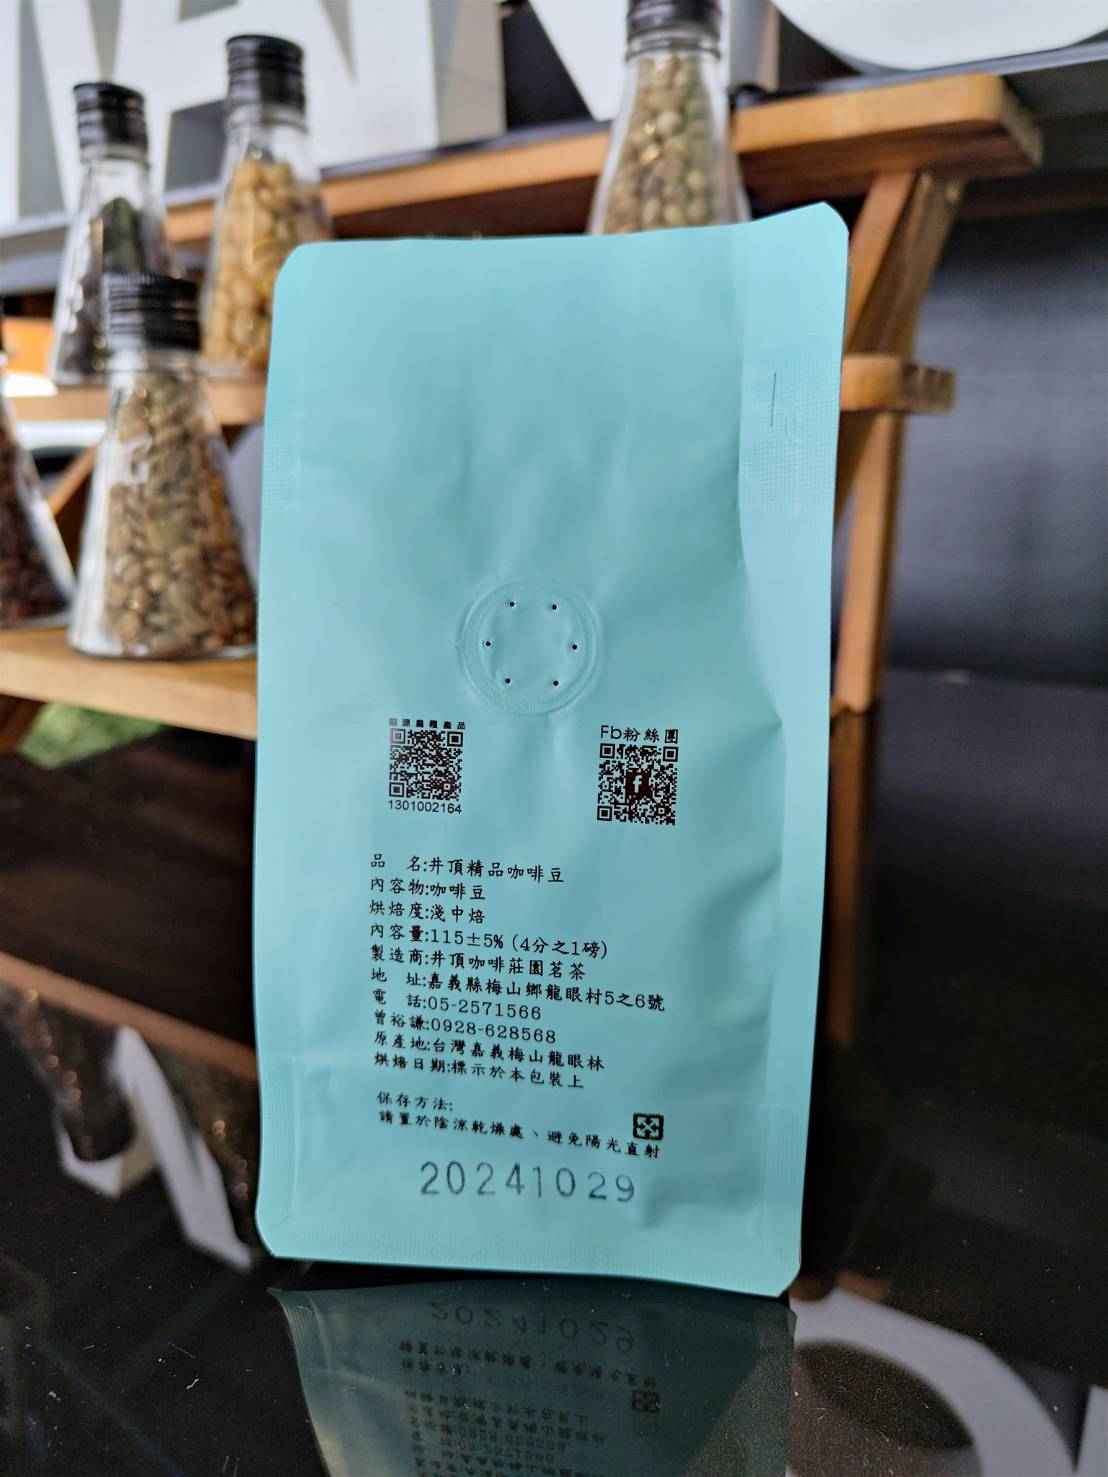 溯源農糧產品
Fb粉絲團
1301002164
品 名:井頂精品咖啡豆
內容物:咖啡豆
烘焙度:淺中焙
內容量:115±5% (4分之1磅)
製造商:井頂咖啡莊園茗茶
地 址:嘉義縣梅山鄉龍眼村5之6號
電 話:05-2571566
曾裕謙:0928-628568
原產地:台灣嘉義梅山龍眼林
烘焙日期:標示於本包裝上
保存方法:
請置於陰涼乾燥處、避免陽光直射
20241029